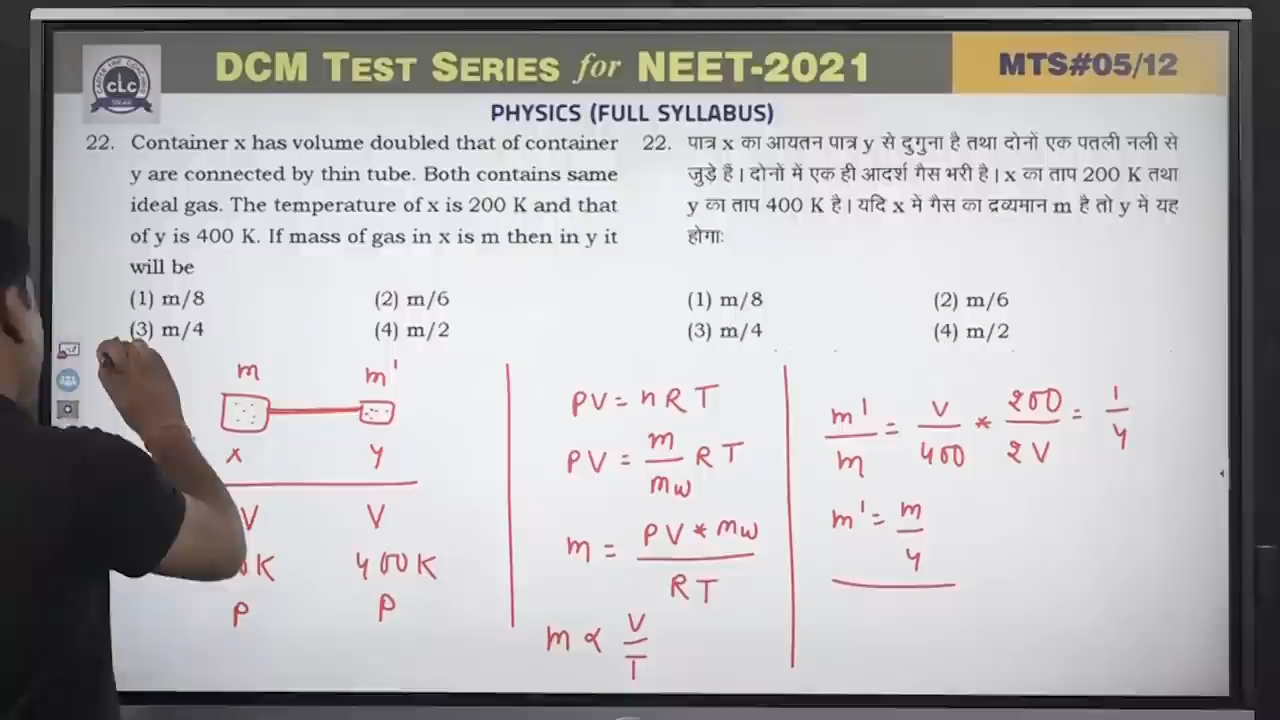 DCM TEST SERIES for NEET-2021
MTS#05/12
CLC
PHYSICS (FULL SYLLABUS)
22. Container x has volume doubled that of container
y are connected by thin tube. Both contains same
ideal gas. The temperature of x is 200 K and that
of y is 400 K. If mass of gas in x is m then in y it
will be
(1) m/8 (2) m/6
(3) m/4 (4) m/2
22. पात्र x का आयतन पात्र y से दुगुना है तथा दोनों एक पतली नली से
जुड़े हैं। दोनों में एक ही आदर्श गैस भरी है। x का ताप 200 K तथा
y का ताप 400 K है। यदि x में गैस का द्रव्यमान m है तो y में यह
होगाः
(1) m/8 (2) m/6
(3) m/4 (4) m/2
m m'
x y
V V
0K 400K
P P
PV = nRT
PV = m/mw RT
m = PV * mw / RT
m ∝ V/T
m'/m = V/400 * 200/2V = 1/4
m' = m/4